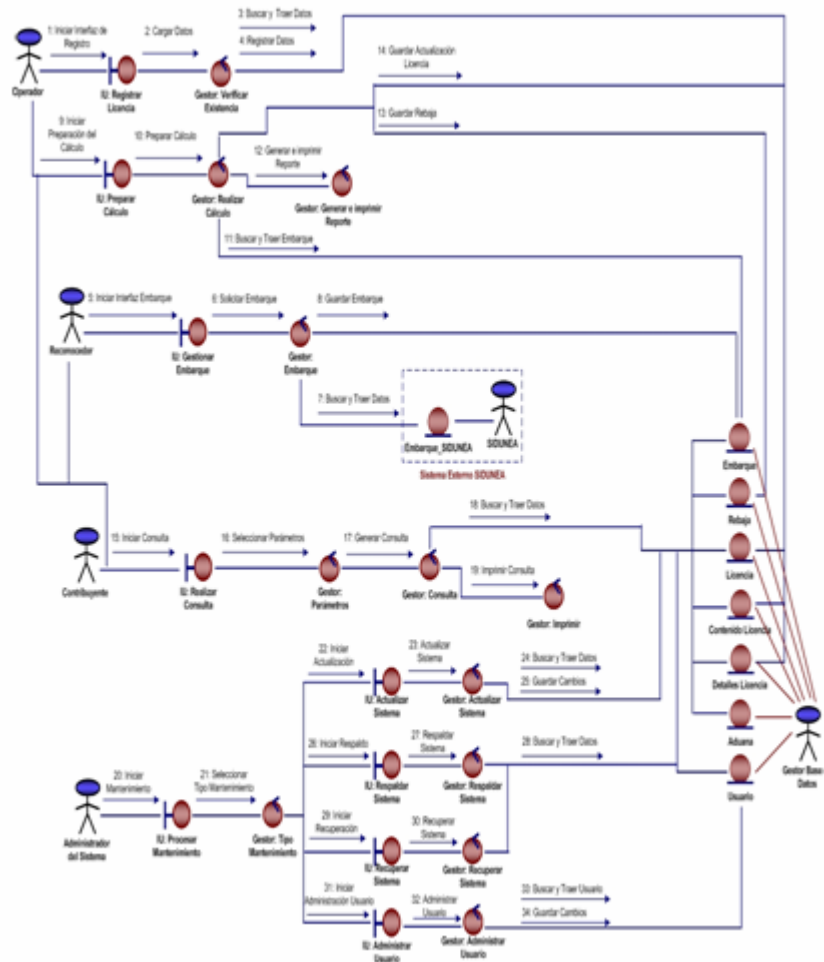 1: Iniciar Interfaz de
Registro
2: Cargar Datos
3: Buscar y Traer Datos
4: Registrar Datos
14: Guardar Actualización
Licencia
Operador
IU: Registrar
Licencia
Gestor: Verificar
Existencia
9: Iniciar
Preparación del
Cálculo
10: Preparar Cálculo
12: Generar e imprimir
Reporte
13: Guardar Rebaja
IU: Preparar
Cálculo
Gestor: Realizar
Cálculo
Gestor: Generar e imprimir
Reporte
11: Buscar y Traer Embarque
5: Iniciar Interfaz Embarque
6: Solicitar Embarque
8: Guardar Embarque
Reconocedor
IU: Gestionar
Embarque
Gestor:
Embarque
7: Buscar y Traer Datos
Embarque_SIDUNEA
SIDUNEA
Sistema Externo SIDUNEA
Embarque
Rebaja
18: Buscar y Traer Datos
15: Iniciar Consulta
16: Seleccionar Parámetros
17: Generar Consulta
19: Imprimir Consulta
Licencia
Contribuyente
IU: Realizar
Consulta
Gestor:
Parámetros
Gestor: Consulta
Gestor: Imprimir
Contenido Licencia
22: Iniciar
Actualización
23: Actualizar
Sistema
24: Buscar y Traer Datos
25: Guardar Cambios
Detalles Licencia
IU: Actualizar
Sistema
Gestor: Actualizar
Sistema
Aduana
26: Iniciar Respaldo
27: Respaldar
Sistema
28: Buscar y Traer Datos
Gestor Base
Datos
20: Iniciar
Mantenimiento
21: Seleccionar
Tipo Mantenimiento
IU: Respaldar
Sistema
Gestor: Respaldar
Sistema
Usuario
Administrador
del Sistema
IU: Procesar
Mantenimiento
Gestor: Tipo
Mantenimiento
29: Iniciar
Recuperación
30: Recuperar
Sistema
IU: Recuperar
Sistema
Gestor: Recuperar
Sistema
31: Iniciar
Administración Usuario
32: Administrar
Usuario
33: Buscar y Traer Usuario
34: Guardar Cambios
IU: Administrar
Usuario
Gestor: Administrar
Usuario